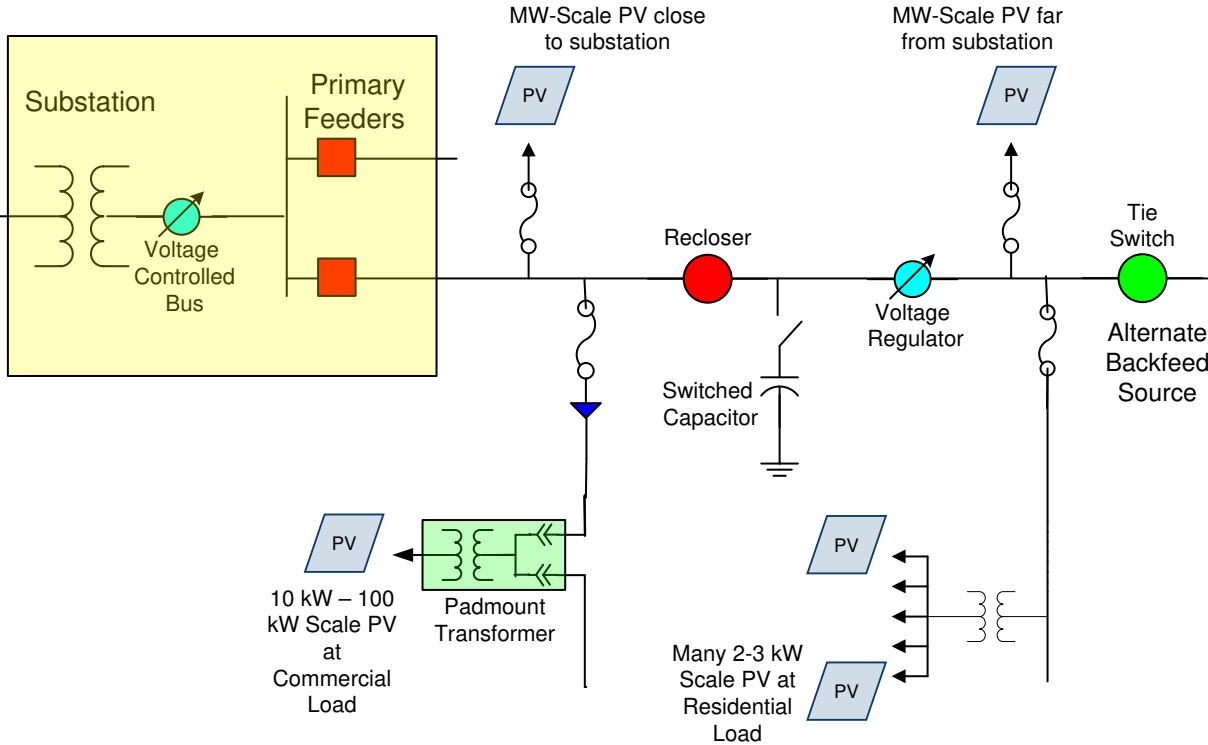 MW-Scale PV close
to substation
MW-Scale PV far
from substation
PV
PV
Substation
Primary
Feeders
Voltage
Controlled
Bus
Recloser
Tie
Switch
Voltage
Regulator
Alternate
Backfeed
Source
Switched
Capacitor
PV
10 kW – 100
kW Scale PV
at
Commercial
Load
Padmount
Transformer
PV
Many 2-3 kW
Scale PV at
Residential
Load
PV